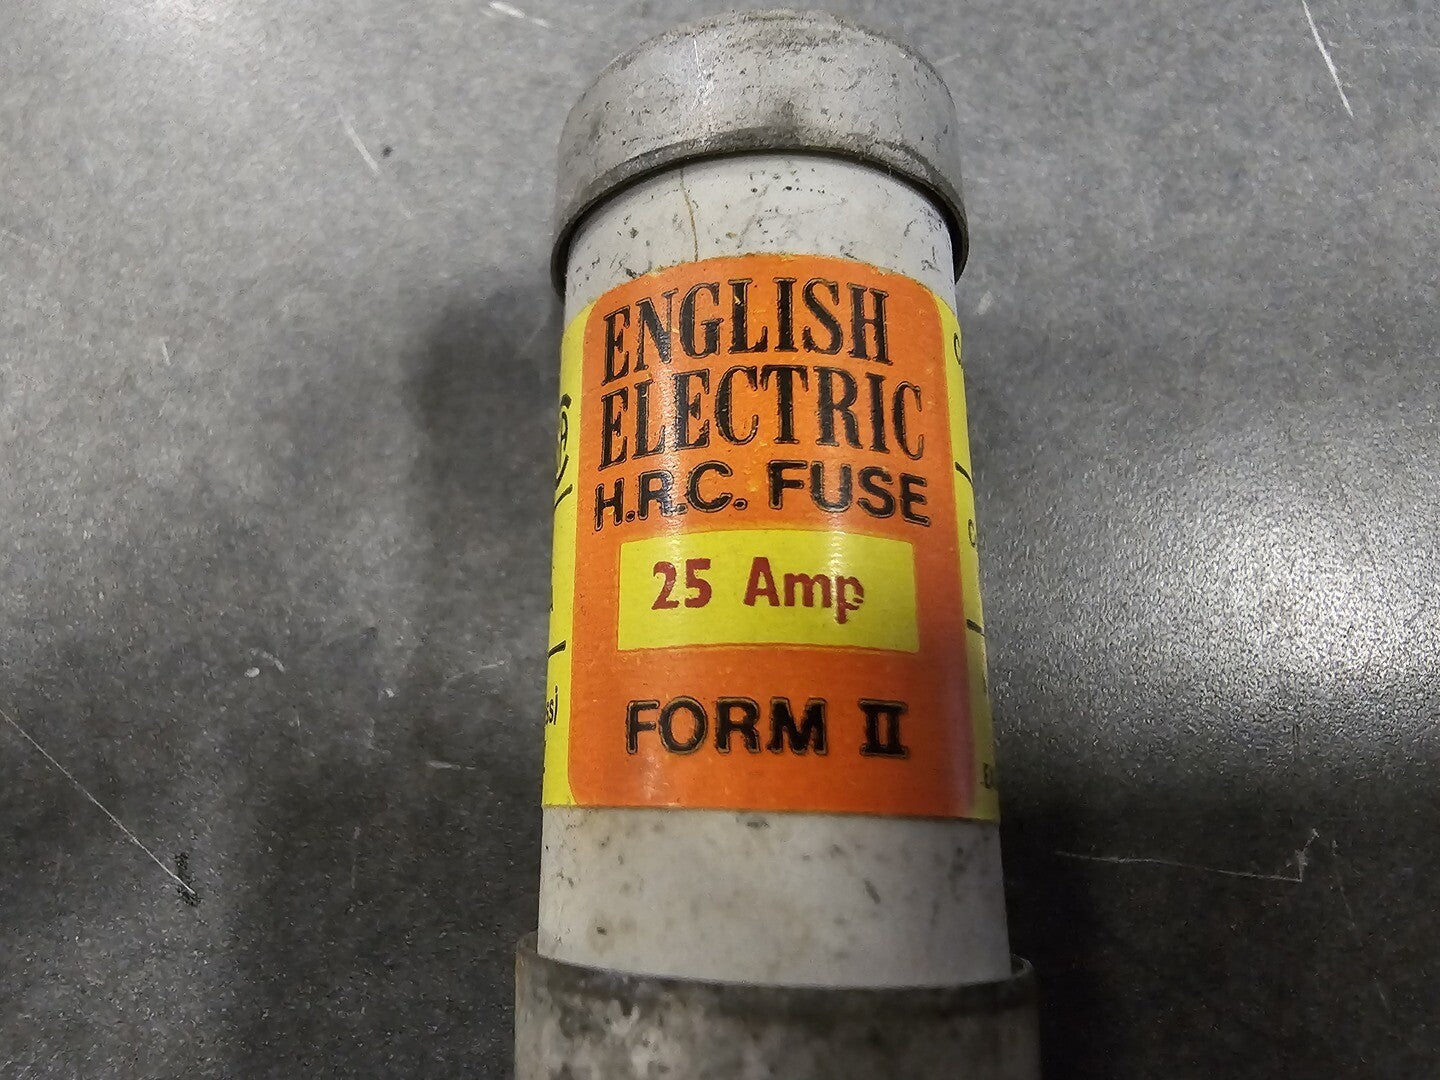 ENGLISH
ELECTRIC
H.R.C. FUSE
25 Amp
FORM II